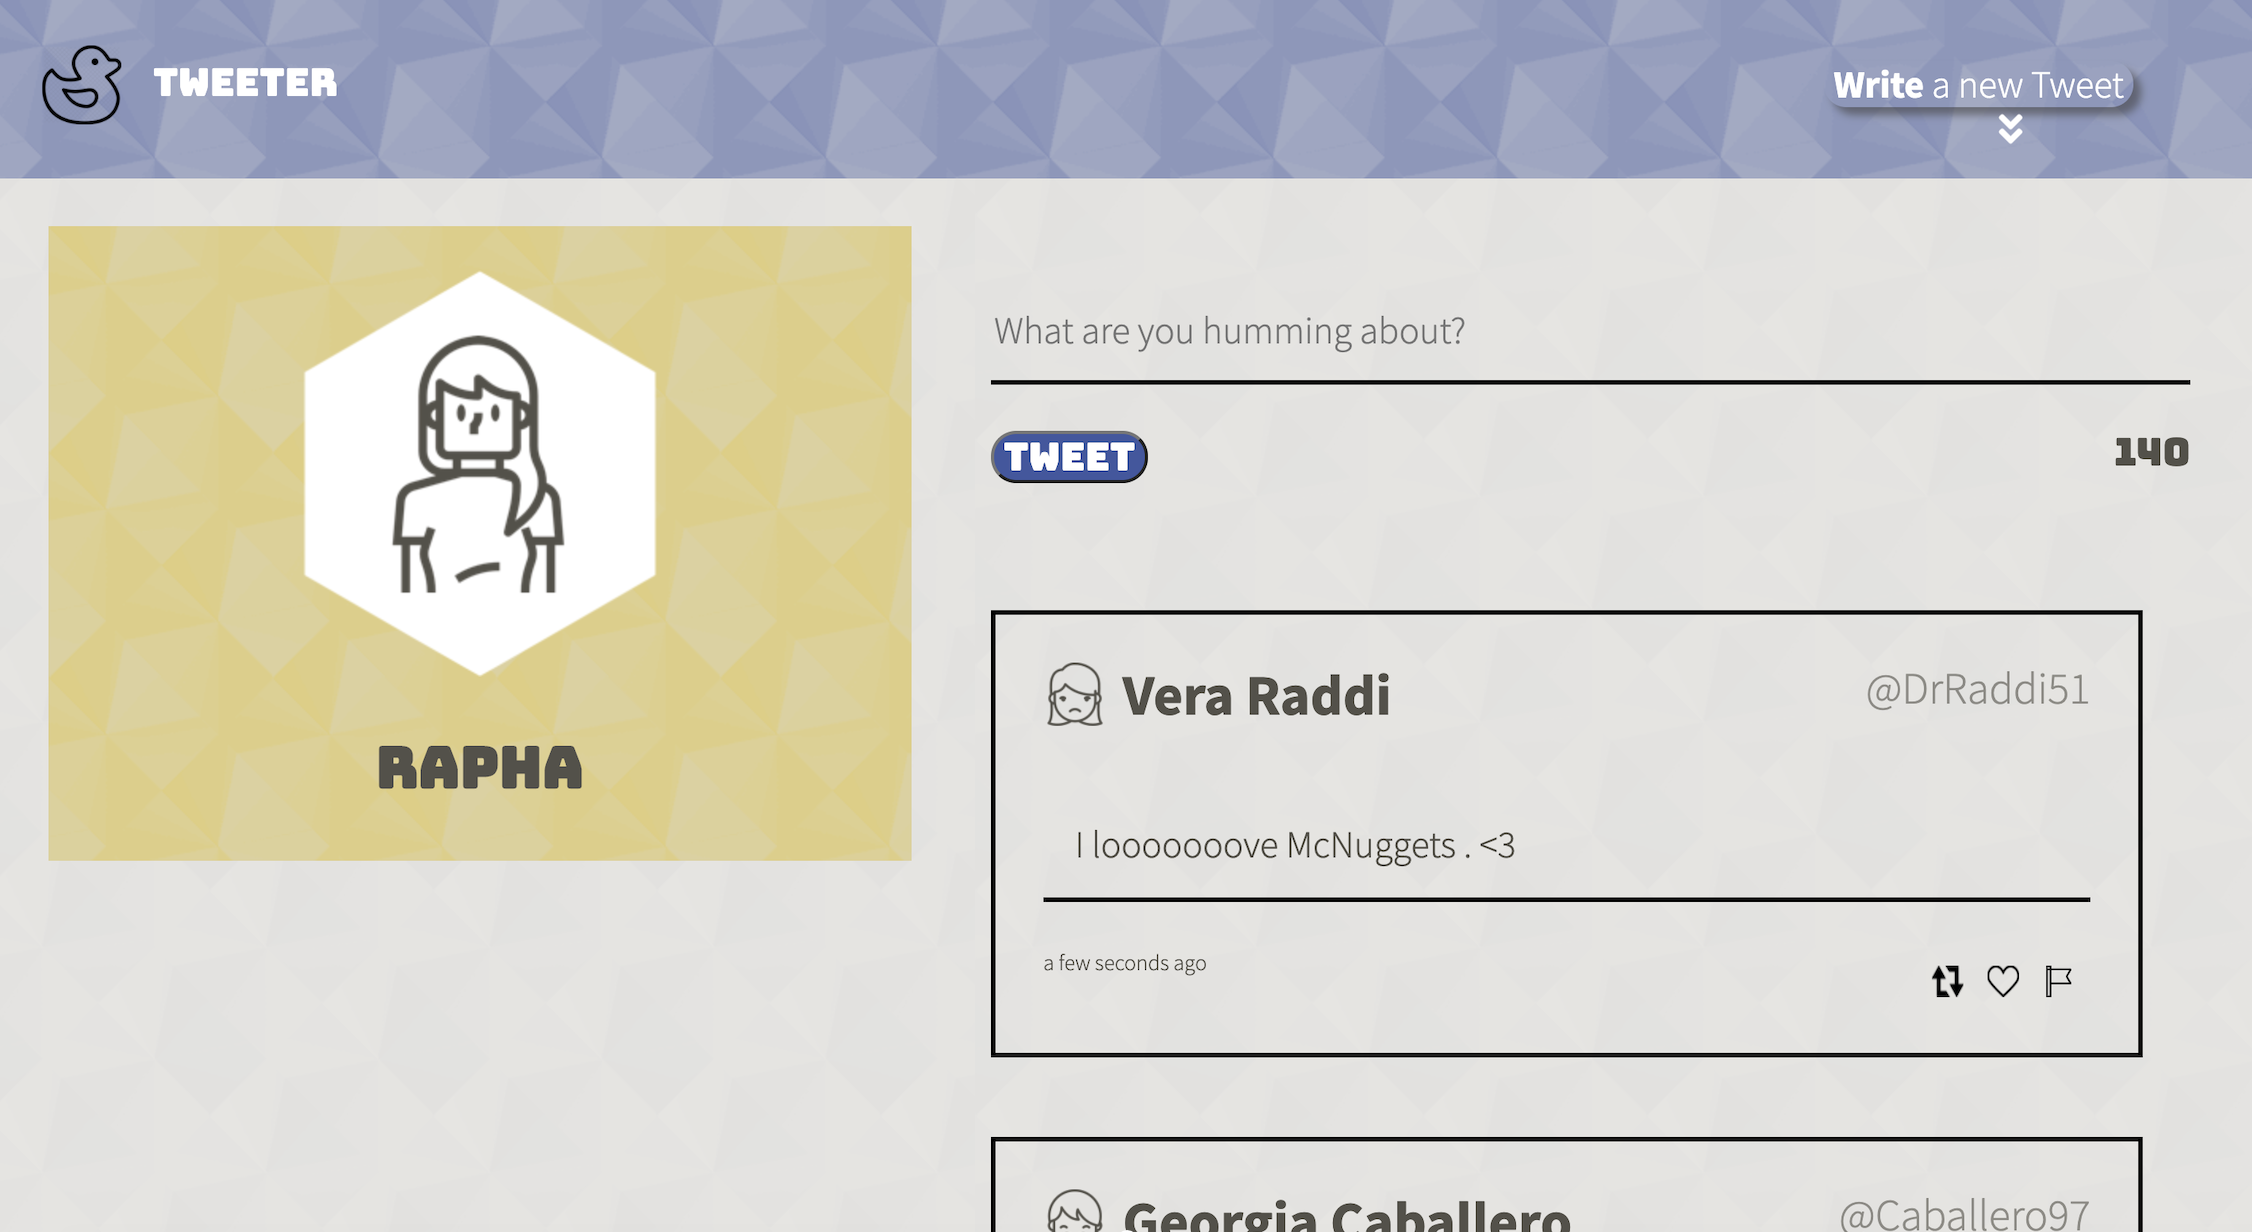 TWEETER
Write a new Tweet
RAPHA
What are you humming about?
TWEET
140
Vera Raddi
@DrRaddi51
I looooooove McNuggets . <3
a few seconds ago
Georgia Caballero
@Caballero97